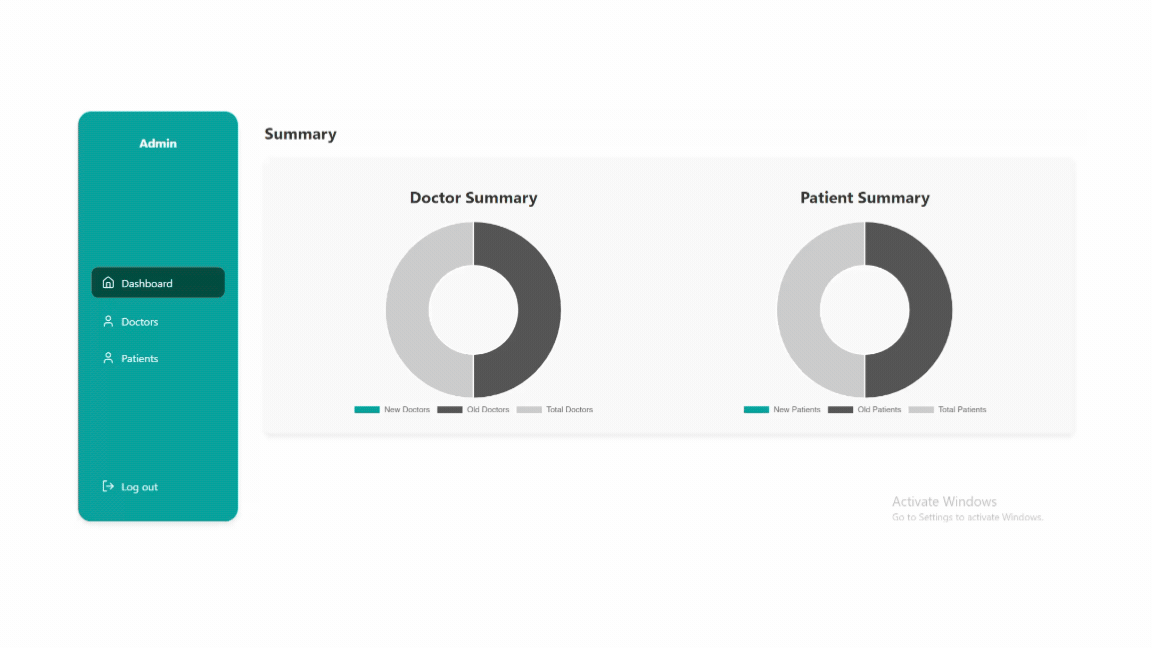 Admin
Dashboard
Doctors
Patients
Log out
Summary
Doctor Summary
New Doctors Old Doctors Total Doctors
Patient Summary
New Patients Old Patients Total Patients
Activate Windows
Go to Settings to activate Windows.